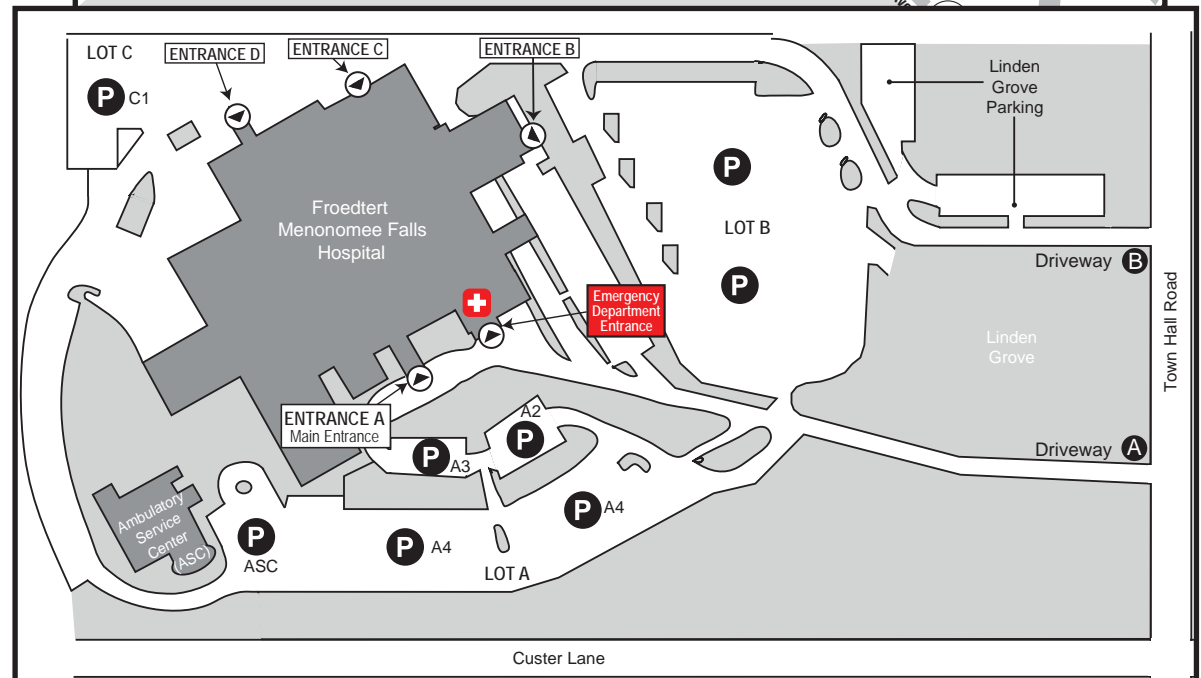 LOT C
ENTRANCE D
ENTRANCE C
ENTRANCE B
P C1
Linden
Grove
Parking
P
Froedtert
Menonomee Falls
Hospital
LOT B
P
Driveway B
Emergency
Department
Entrance
Linden
Grove
Town Hall Road
ENTRANCE A
Main Entrance
A2
P
P A3
Driveway A
Ambulatory
Service
Center
(ASC)
P
ASC
P A4
P A4
LOT A
Custer Lane